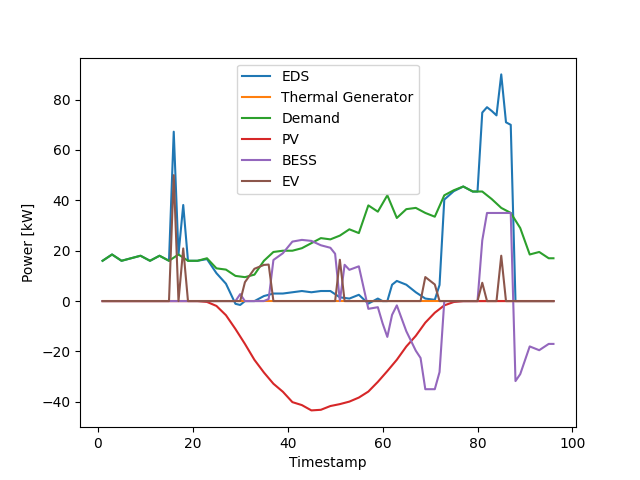 EDS
Thermal Generator
Demand
PV
BESS
EV
Power [kW]
80
60
40
20
0
−20
−40
0 20 40 60 80 100
Timestamp